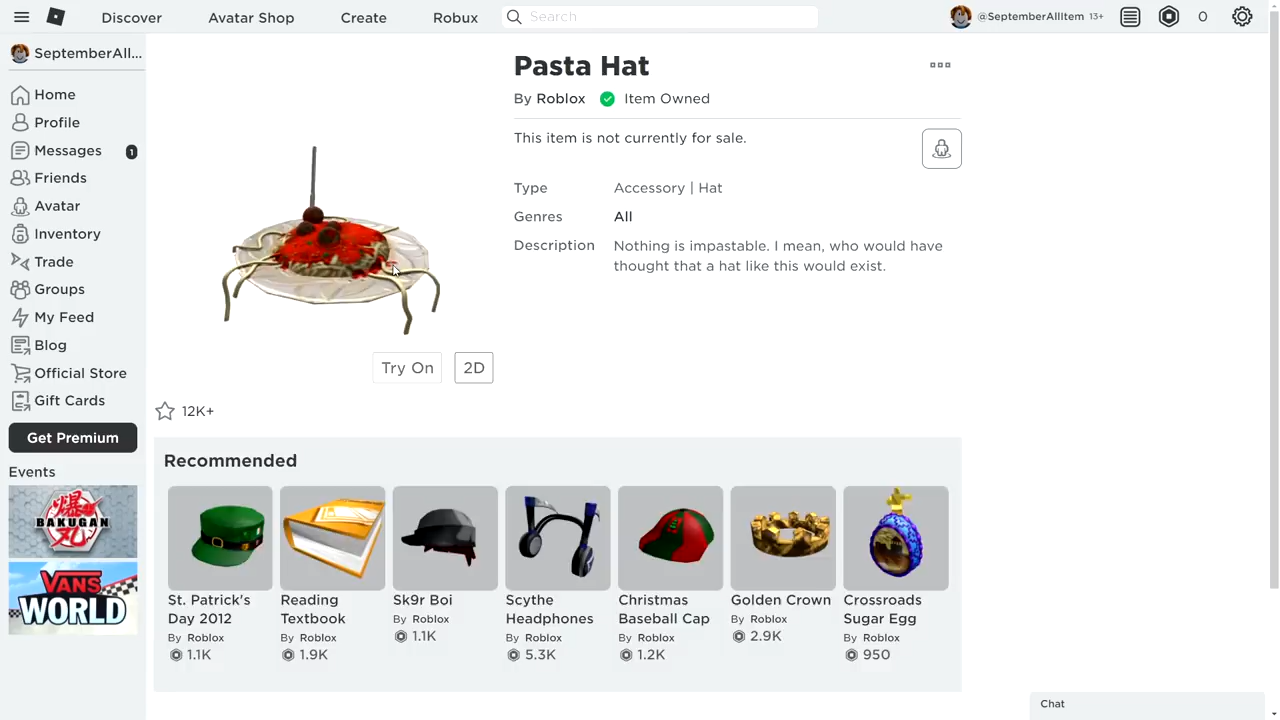 Discover
Avatar Shop
Create
Robux
Search
@SeptemberAllItem 13+
0
SeptemberAll...
Home
Profile
Messages 1
Friends
Avatar
Inventory
Trade
Groups
My Feed
Blog
Official Store
Gift Cards
Get Premium
Events
爆
BAKUGAN
丸
VANS
WORLD
Pasta Hat
By Roblox Item Owned
This item is not currently for sale.
Type Accessory | Hat
Genres All
Description Nothing is impastable. I mean, who would have
thought that a hat like this would exist.
Try On 2D
12K+
Recommended
St. Patrick's
Day 2012
By Roblox
1.1K
Reading
Textbook
By Roblox
1.9K
Sk9r Boi
By Roblox
1.1K
Scythe
Headphones
By Roblox
5.3K
Christmas
Baseball Cap
By Roblox
1.2K
Golden Crown
By Roblox
2.9K
Crossroads
Sugar Egg
By Roblox
950
Chat